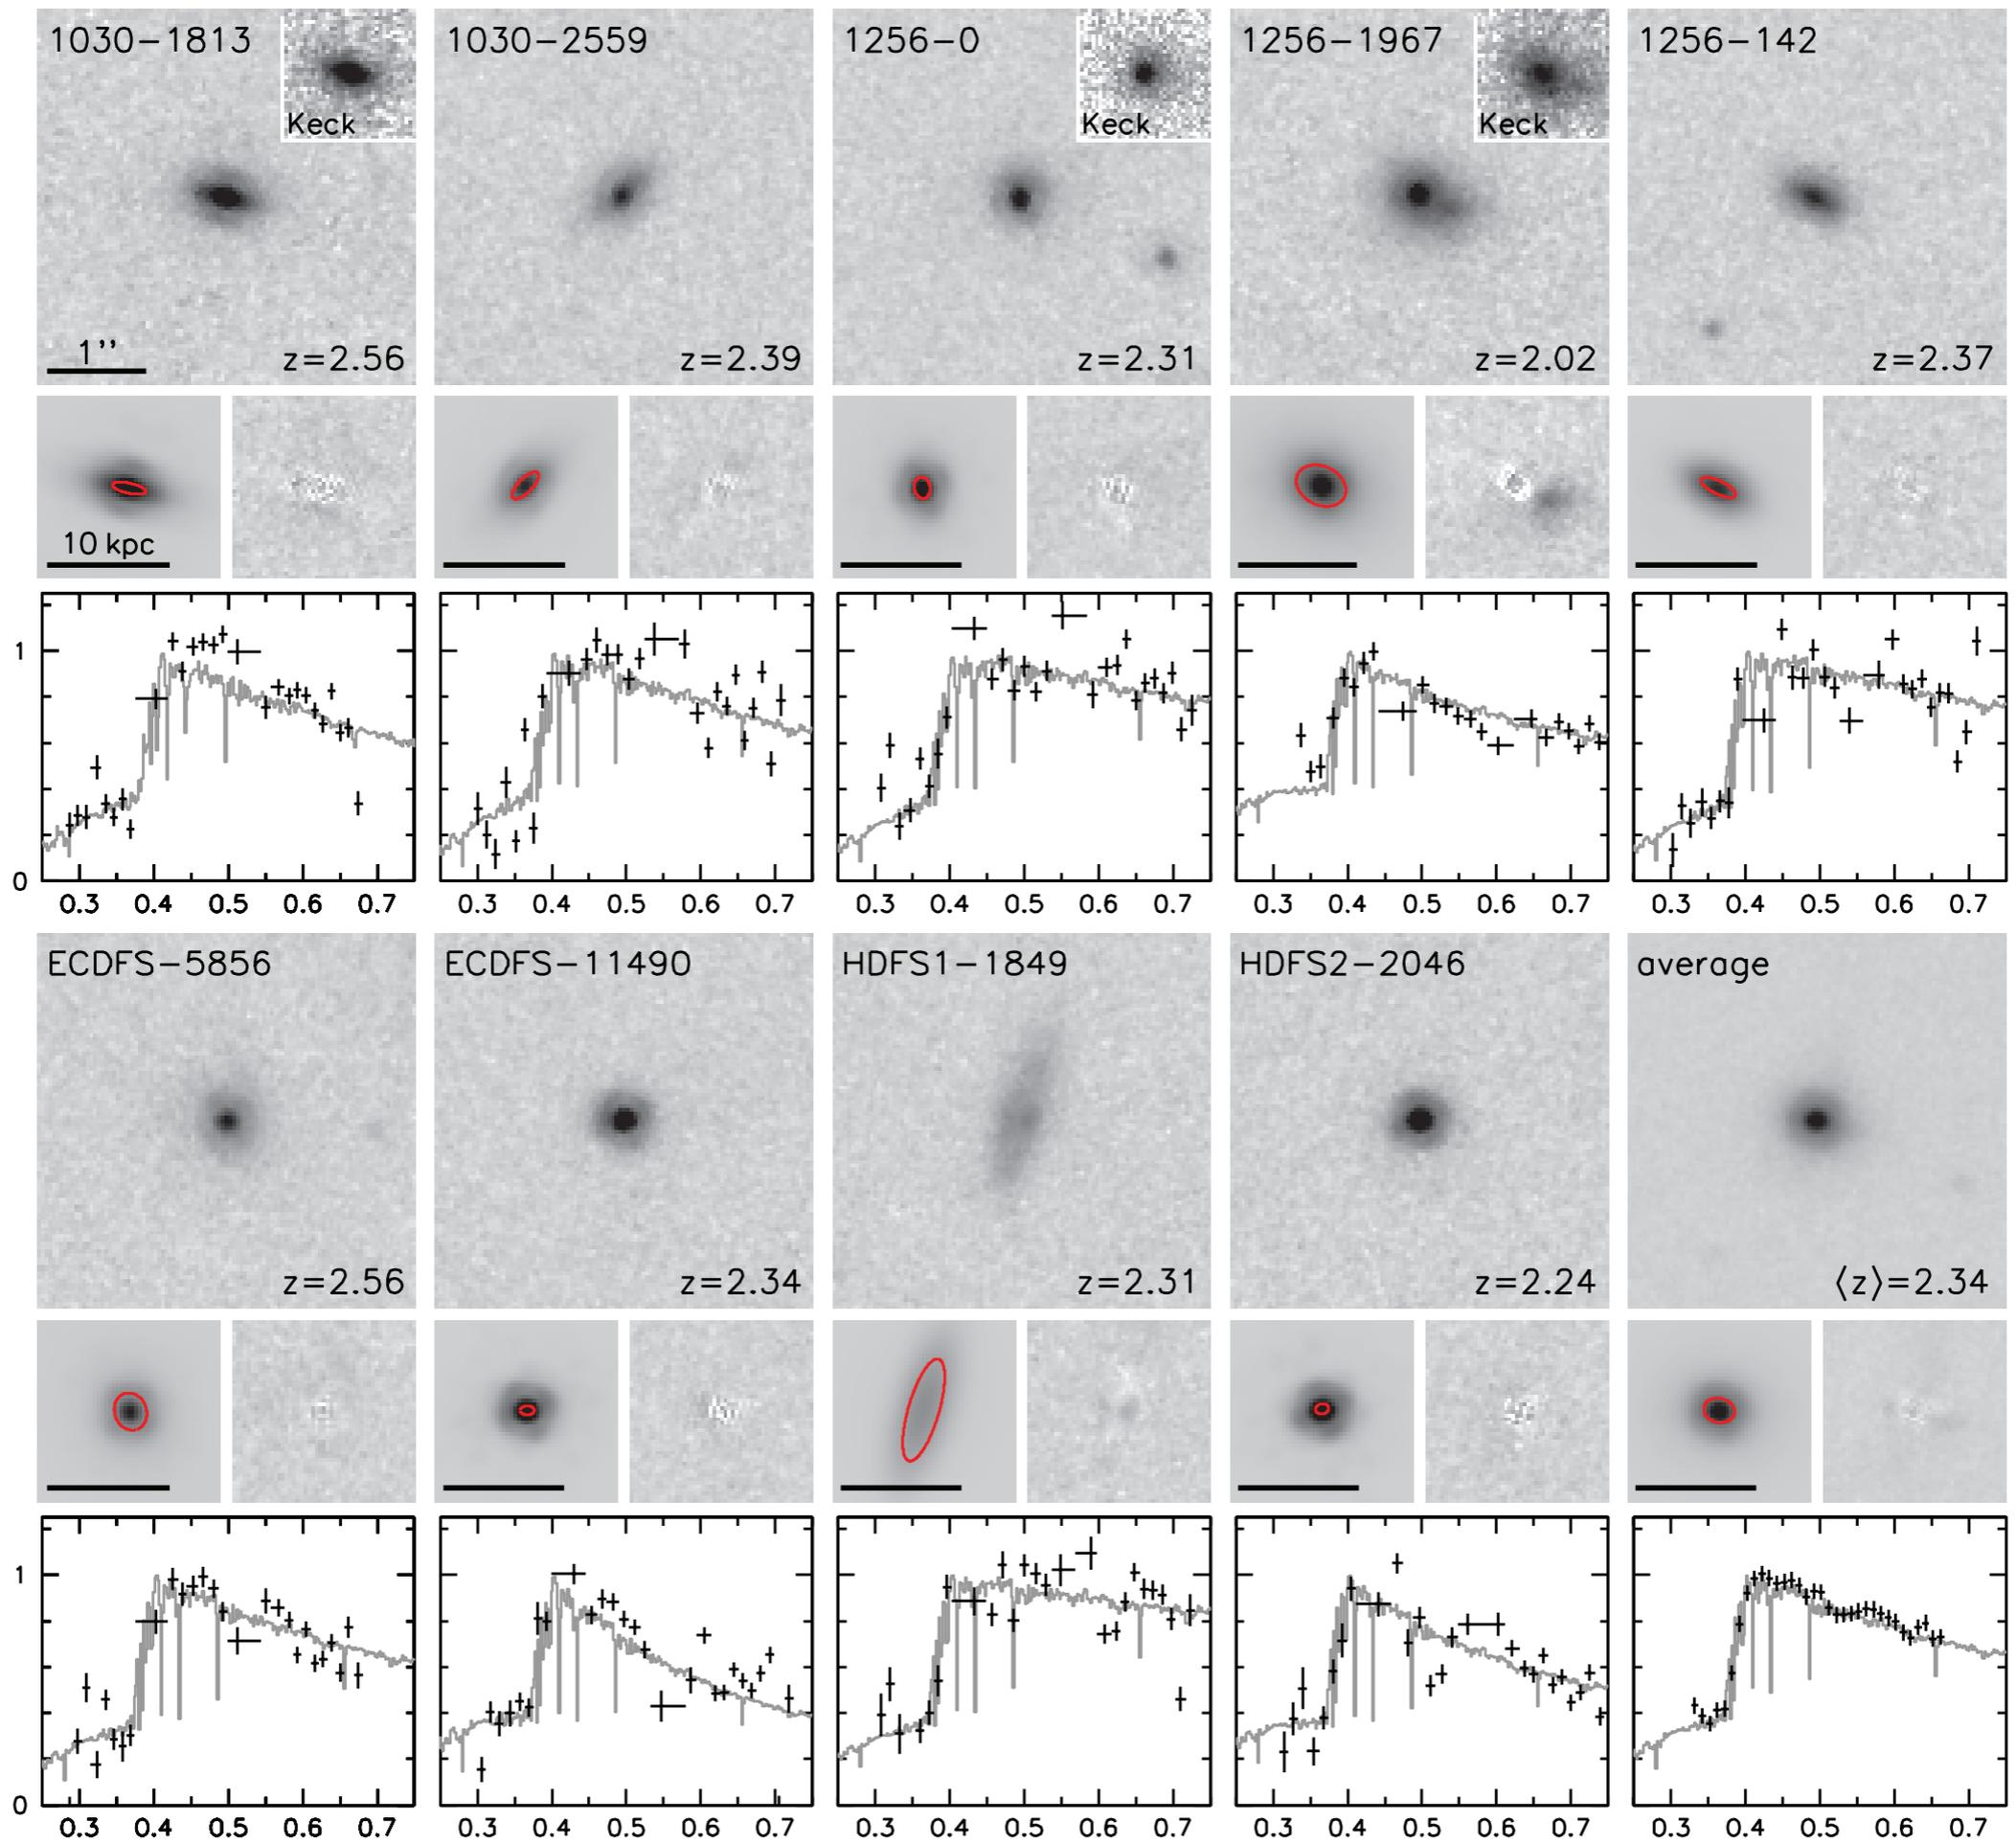 1030−1813
Keck
1''
z=2.56
1030−2559
z=2.39
1256−0
Keck
z=2.31
1256−1967
Keck
z=2.02
1256−142
z=2.37
10 kpc
1
0
0.3 0.4 0.5 0.6 0.7
0.3 0.4 0.5 0.6 0.7
0.3 0.4 0.5 0.6 0.7
0.3 0.4 0.5 0.6 0.7
0.3 0.4 0.5 0.6 0.7
ECDFS−5856
z=2.56
ECDFS−11490
z=2.34
HDFS1−1849
z=2.31
HDFS2−2046
z=2.24
average
⟨z⟩=2.34
1
0
0.3 0.4 0.5 0.6 0.7
0.3 0.4 0.5 0.6 0.7
0.3 0.4 0.5 0.6 0.7
0.3 0.4 0.5 0.6 0.7
0.3 0.4 0.5 0.6 0.7